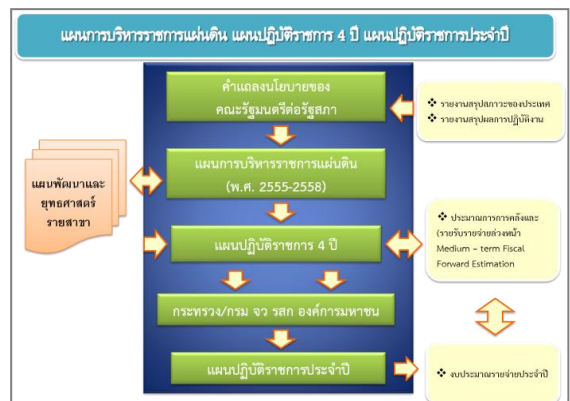 แผนการบริหารราชการแผ่นดิน แผนปฏิบัติราชการ 4 ปี แผนปฏิบัติราชการประจำปี
คำแถลงนโยบายของ
คณะรัฐมนตรีต่อรัฐสภา
❖ รายงานสรุปสภาวะของประเทศ
❖ รายงานสรุปผลการปฏิบัติงาน
แผนพัฒนาและ
ยุทธศาสตร์
รายสาขา
แผนการบริหารราชการแผ่นดิน
(พ.ศ. 2555-2558)
แผนปฏิบัติราชการ 4 ปี
❖ ประมาณการการคลังและ
(รายรับรายจ่ายล่วงหน้า
Medium – term Fiscal
Forward Estimation
กระทรวง/กรม จว รสก องค์การมหาชน
แผนปฏิบัติราชการประจำปี
❖ งบประมาณรายจ่ายประจำปี